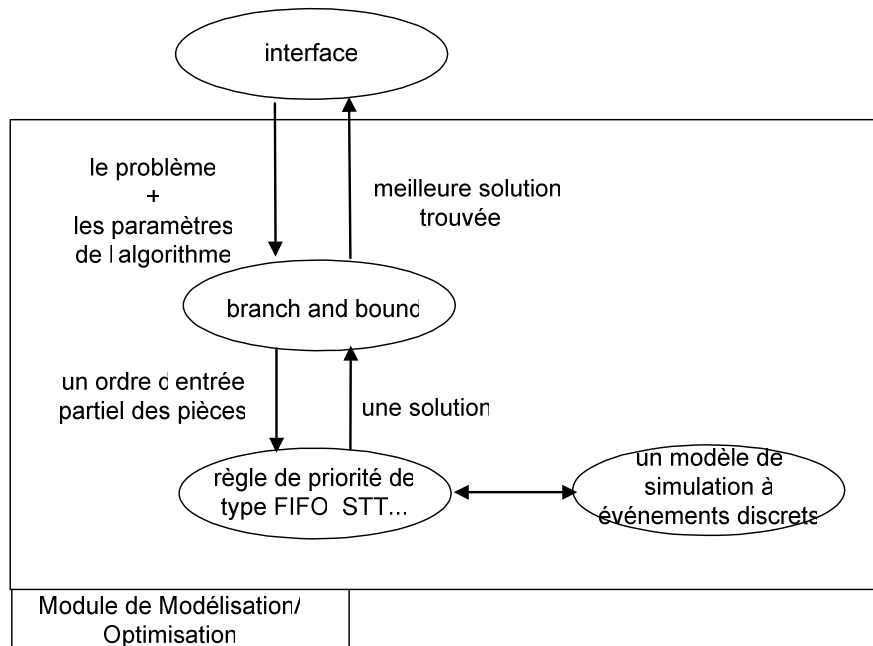 interface
le problème
+
les paramètres
de l algorithme
meilleure solution
trouvée
branch and bound
un ordre d entrée
partiel des pièces
une solution
règle de priorité de
type FIFO STT...
un modèle de
simulation à
événements discrets
Module de Modélisation/
Optimisation